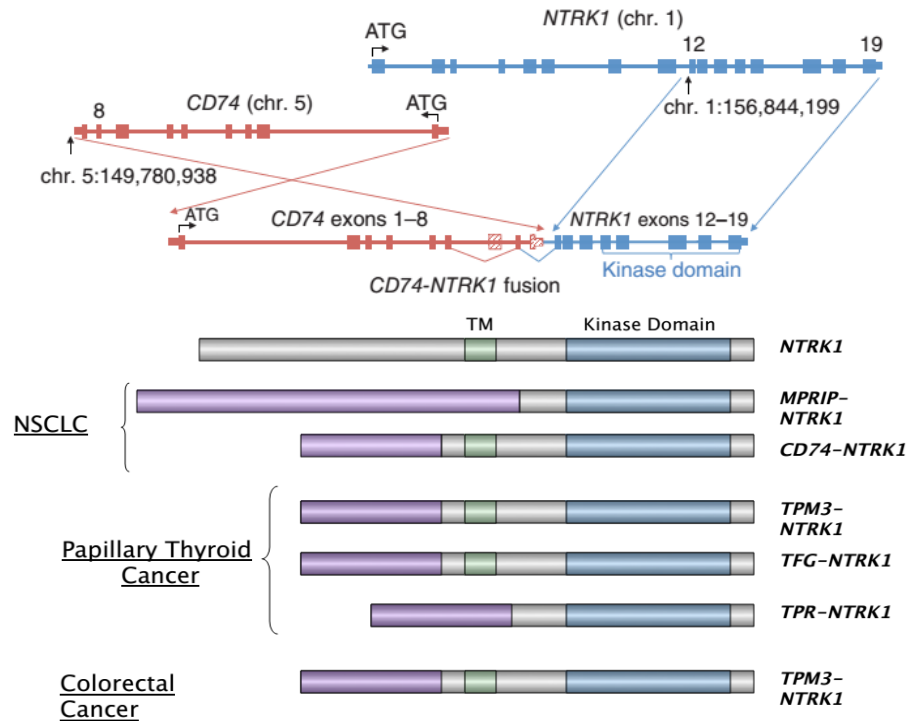 NTRK1 (chr. 1)
ATG
12
19
chr. 1:156,844,199
CD74 (chr. 5)
ATG
8
chr. 5:149,780,938
ATG
CD74 exons 1–8
NTRK1 exons 12–19
Kinase domain
CD74-NTRK1 fusion
TM
Kinase Domain
NTRK1
NSCLC
MPRIP–
NTRK1
CD74–NTRK1
Papillary Thyroid
Cancer
TPM3–
NTRK1
TFG–NTRK1
TPR–NTRK1
Colorectal
Cancer
TPM3–
NTRK1